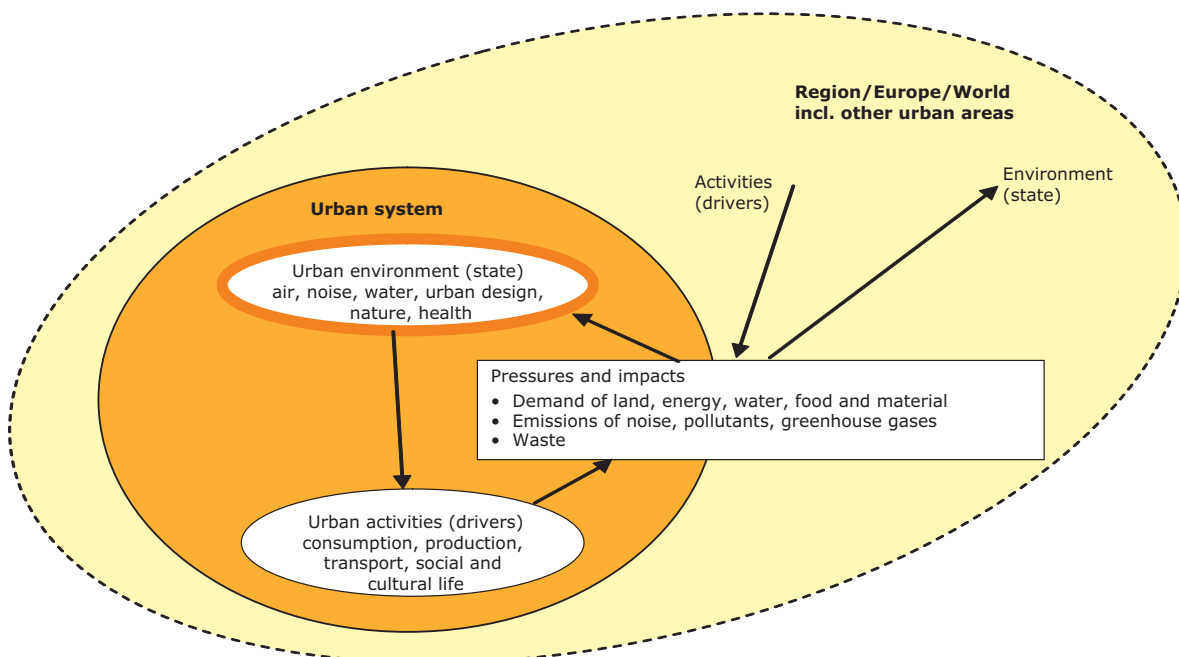 Region/Europe/World
incl. other urban areas
Activities
(drivers)
Environment
(state)
Urban system
Urban environment (state)
air, noise, water, urban design,
nature, health
Pressures and impacts
• Demand of land, energy, water, food and material
• Emissions of noise, pollutants, greenhouse gases
• Waste
Urban activities (drivers)
consumption, production,
transport, social and
cultural life